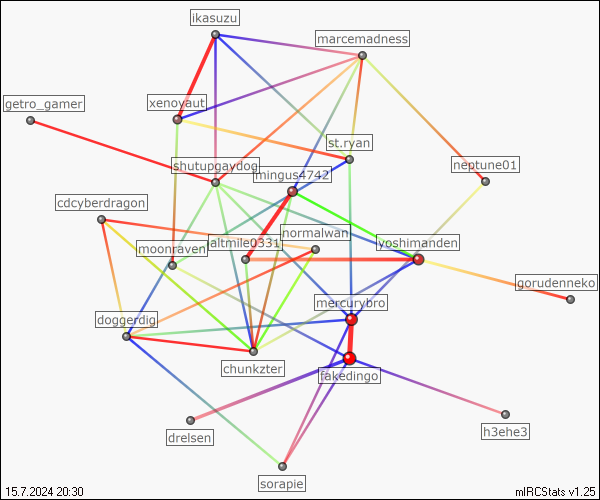 ikasuzu
marcemadness
getro_gamer
xenoyaut
st.ryan
shutupgaydog
neptune01
mingus4742
cdcyberdragon
normalwan
moonraven
altmile0331
yoshimanden
gorudenneko
mercurybro
doggerdig
chunkzter
fakedingo
drelsen
h3ehe3
sorapie
15.7.2024 20:30
mIRCStats v1.25